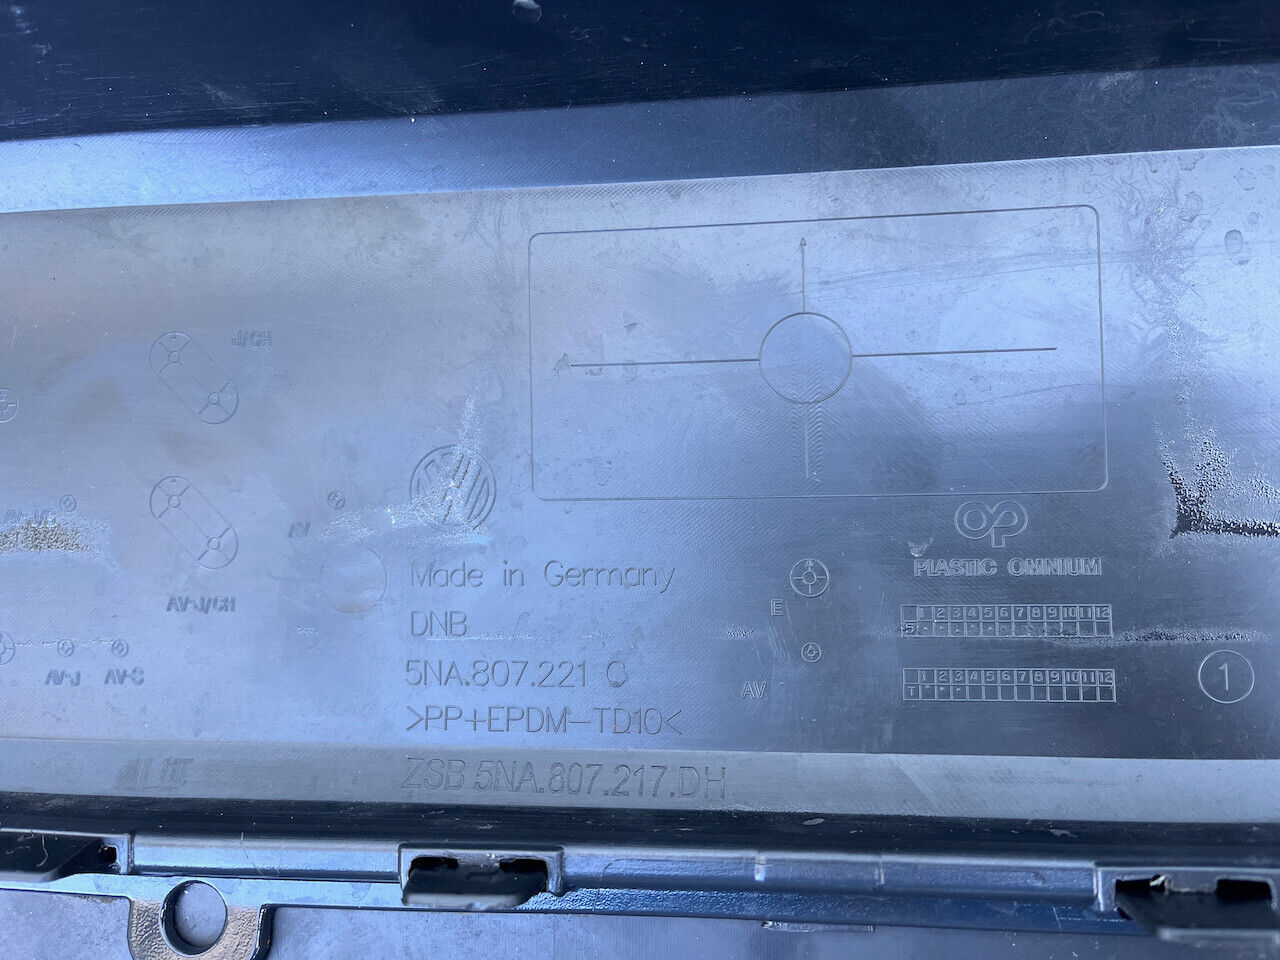 J/CH
AV-J/CH
AV
AV-J
AV-S
Made in Germany
DNB
5NA.807.221 C
>PP+EPDM-TD10<
ZSB 5NA.807.217.DH
OP
PLASTIC OMNIUM
E
1 2 3 4 5 6 7 8 9 10 11 12
5
AV
1 2 3 4 5 6 7 8 9 10 11 12
1